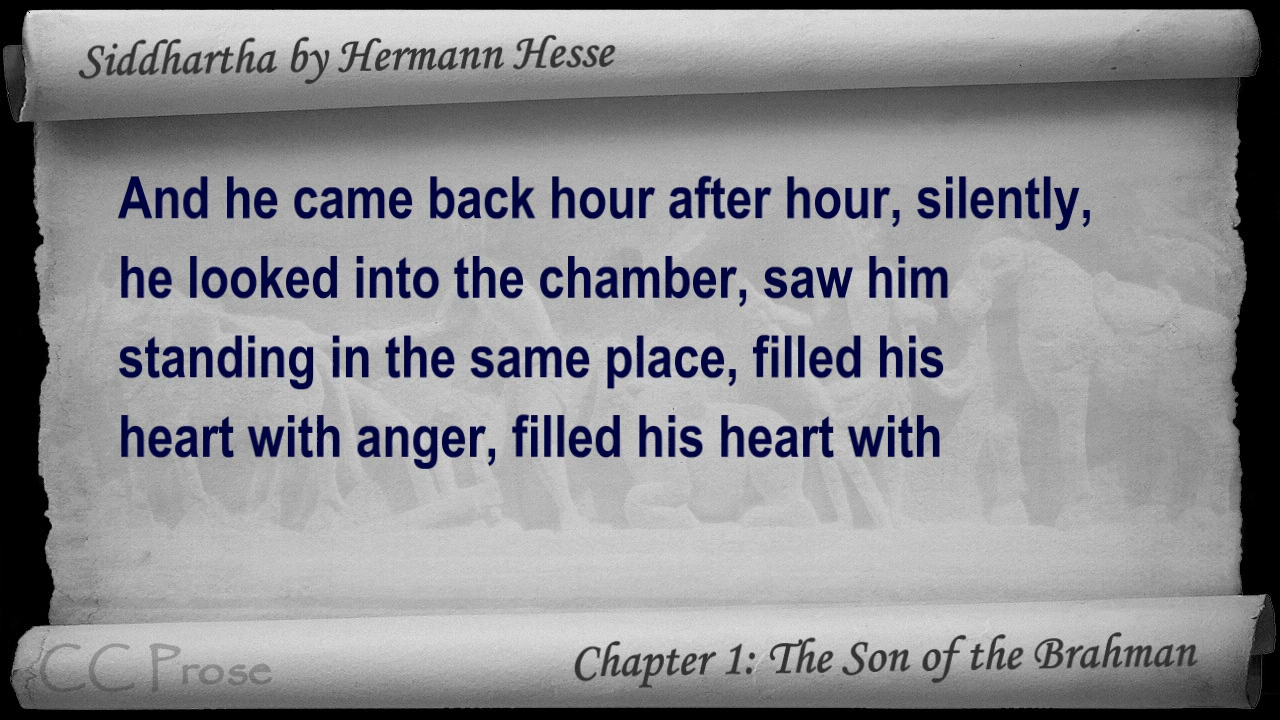 Siddhartha by Hermann Hesse
And he came back hour after hour, silently,
he looked into the chamber, saw him
standing in the same place, filled his
heart with anger, filled his heart with
CC Prose
Chapter 1: The Son of the Brahman